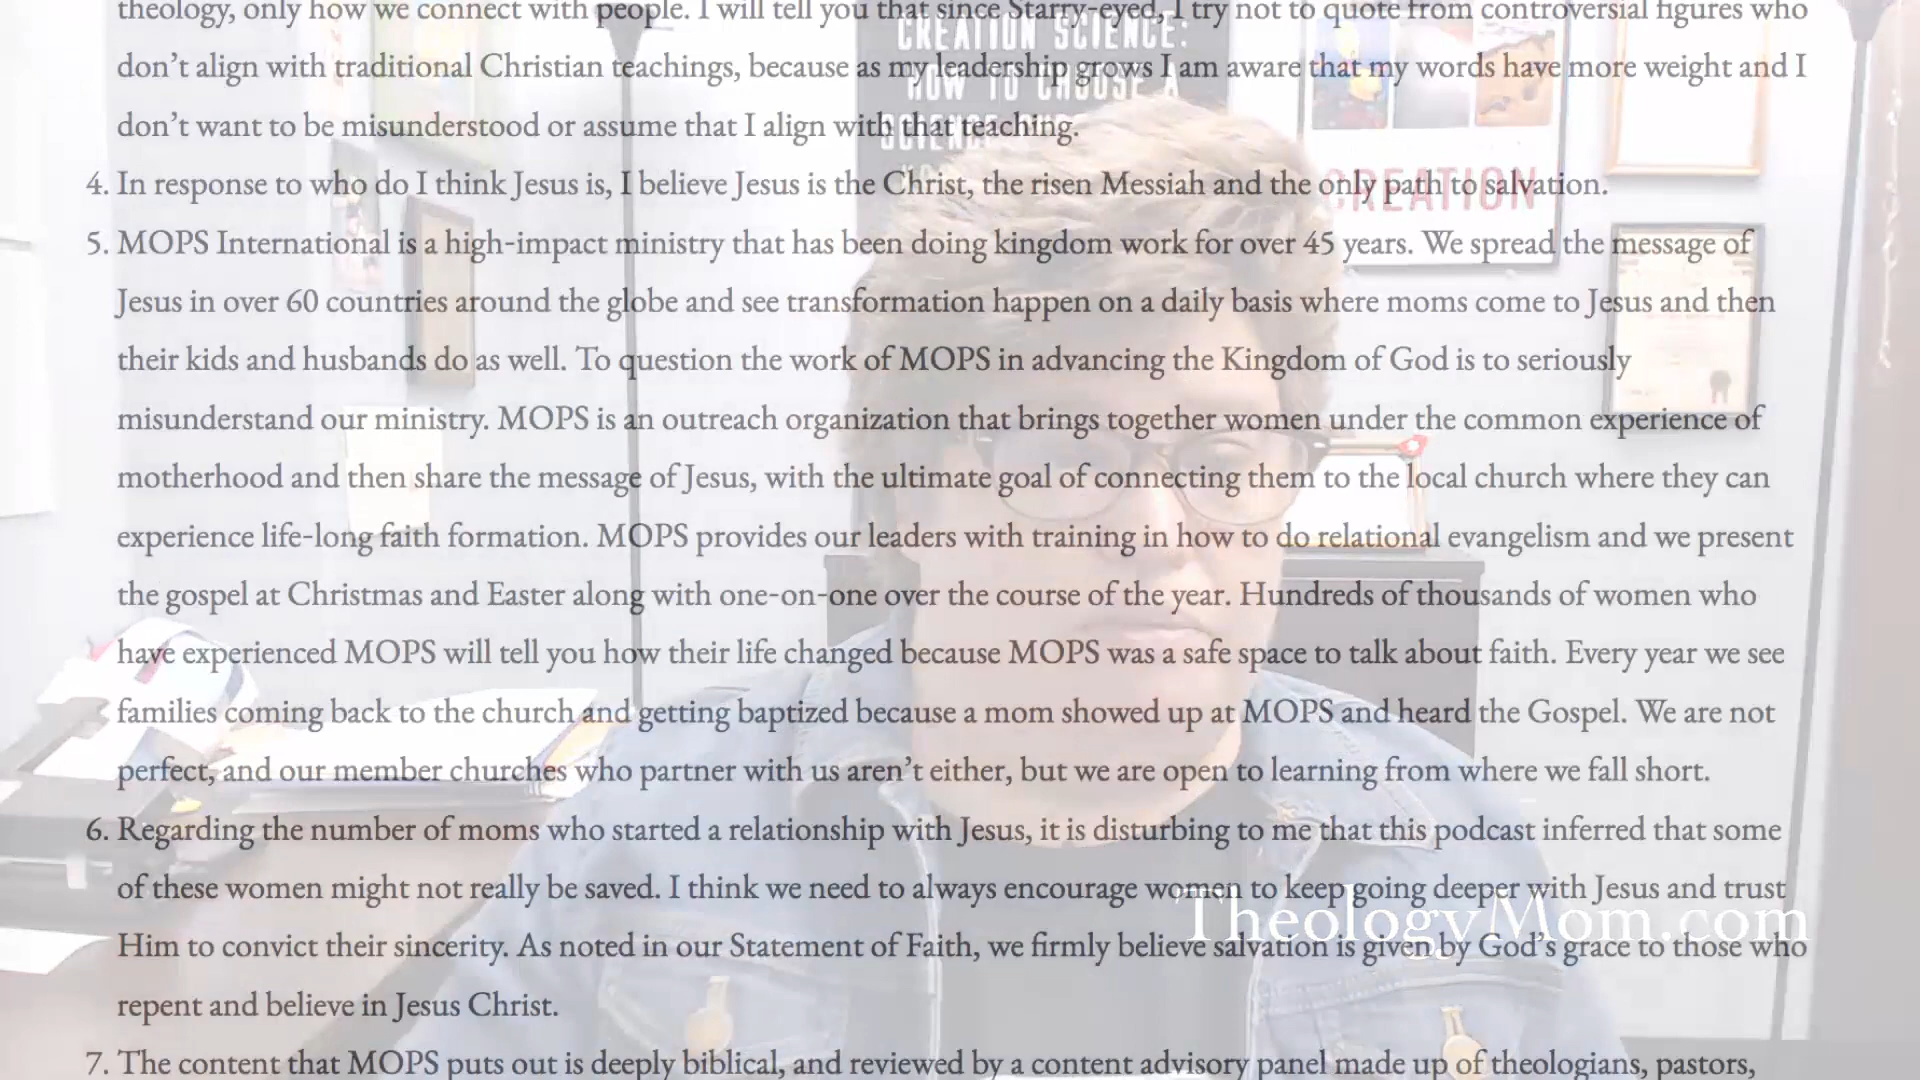 theology, only how we connect with people. I will tell you that since Starry-eyed, I try not to quote from controversial figures who
don't align with traditional Christian teachings, because as my leadership grows I am aware that my words have more weight and I
don't want to be misunderstood or assume that I align with that teaching.
4. In response to who do I think Jesus is, I believe Jesus is the Christ, the risen Messiah and the only path to salvation.
5. MOPS International is a high-impact ministry that has been doing kingdom work for over 45 years. We spread the message of
Jesus in over 60 countries around the globe and see transformation happen on a daily basis where moms come to Jesus and then
their kids and husbands do as well. To question the work of MOPS in advancing the Kingdom of God is to seriously
misunderstand our ministry. MOPS is an outreach organization that brings together women under the common experience of
motherhood and then share the message of Jesus, with the ultimate goal of connecting them to the local church where they can
experience life-long faith formation. MOPS provides our leaders with training in how to do relational evangelism and we present
the gospel at Christmas and Easter along with one-on-one over the course of the year. Hundreds of thousands of women who
have experienced MOPS will tell you how their life changed because MOPS was a safe space to talk about faith. Every year we see
families coming back to the church and getting baptized because a mom showed up at MOPS and heard the Gospel. We are not
perfect, and our member churches who partner with us aren't either, but we are open to learning from where we fall short.
6. Regarding the number of moms who started a relationship with Jesus, it is disturbing to me that this podcast inferred that some
of these women might not really be saved. I think we need to always encourage women to keep going deeper with Jesus and trust
Him to convict their sincerity. As noted in our Statement of Faith, we firmly believe salvation is given by God's grace to those who
repent and believe in Jesus Christ.
7. The content that MOPS puts out is deeply biblical, and reviewed by a content advisory panel made up of theologians, pastors,
CREATION SCIENCE:
HOW TO CHOOSE A
SCIENCE
CREATION
TheologyMom.com